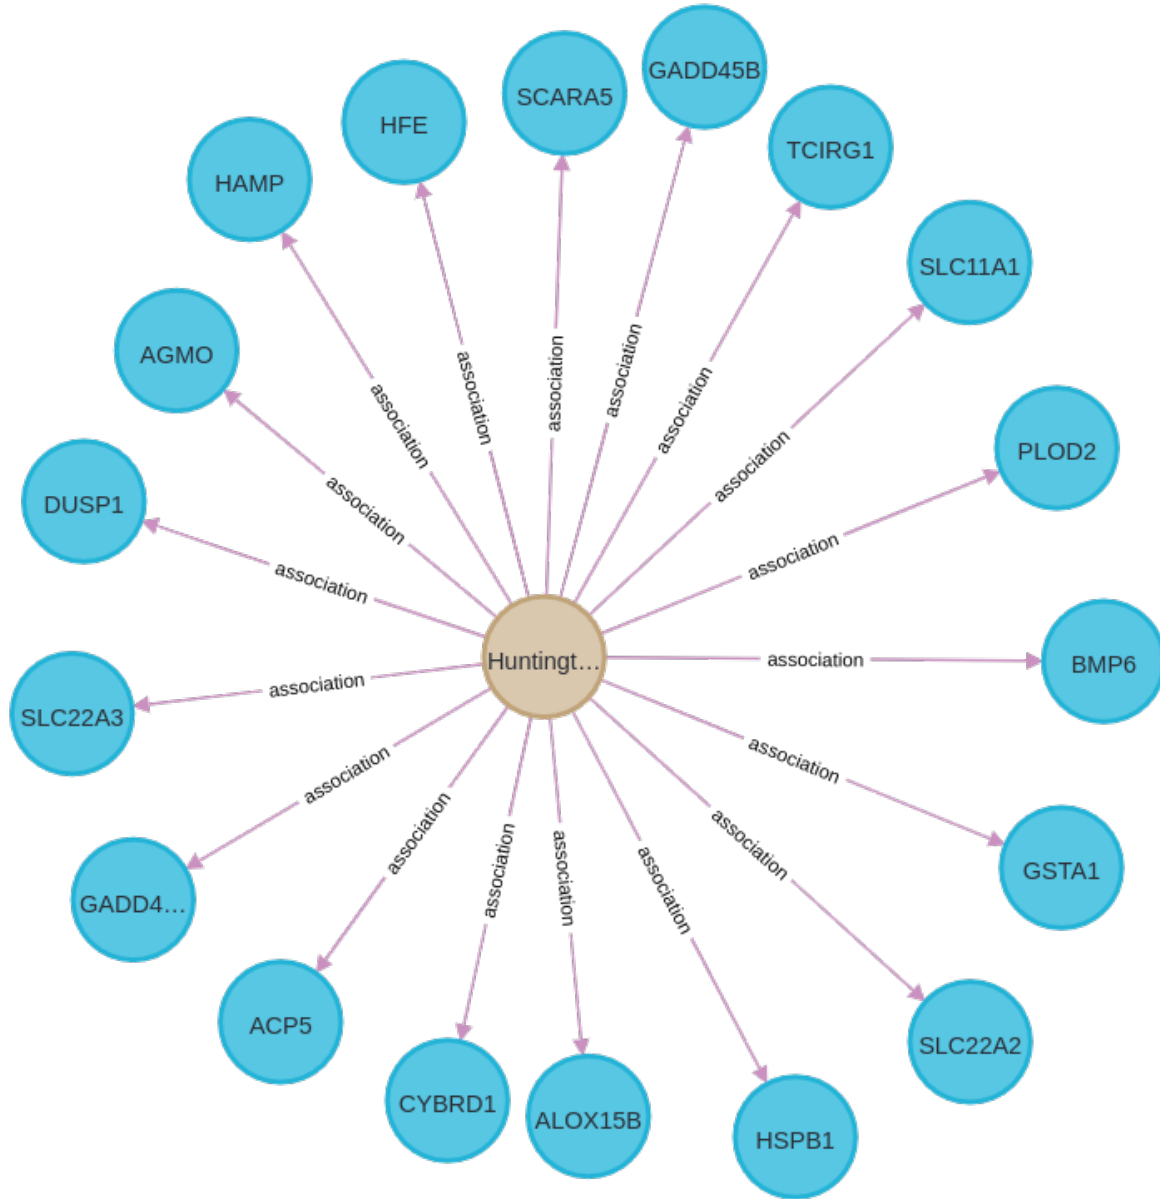 GADD45B
SCARA5
HFE
TCIRG1
HAMP
SLC11A1
AGMO
PLOD2
DUSP1
association
association
association
association
association
association
association
association
association
association
Huntingt...
BMP6
association
SLC22A3
association
association
association
association
association
association
association
GSTA1
GADD4...
ACP5
SLC22A2
CYBRD1
ALOX15B
HSPB1